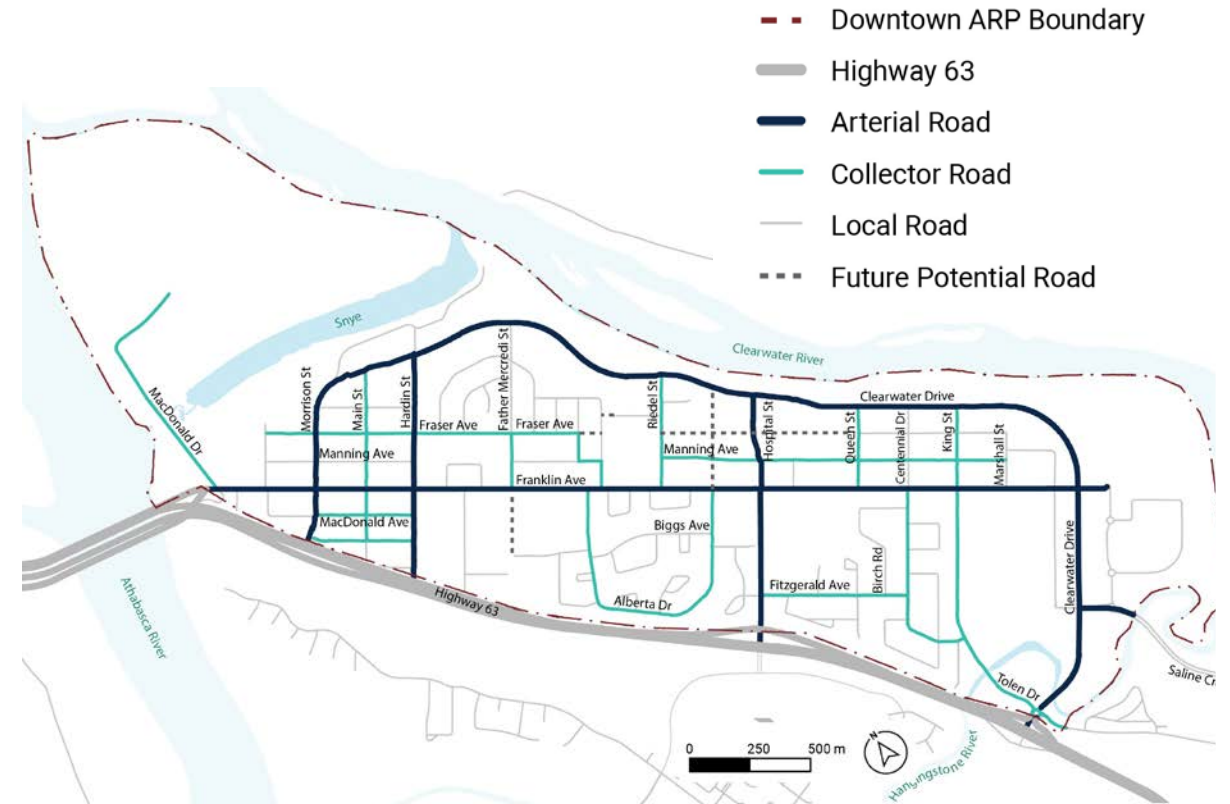 Downtown ARP Boundary
Highway 63
Arterial Road
Collector Road
Local Road
Future Potential Road
Snye
Clearwater River
MacDonald Dr
Morrison St
Main St
Hardin St
Father Mercredi St
Riedel St
Hospital St
Clearwater Drive
Queen St
Centennial Dr
King St
Marshall St
Fraser Ave
Fraser Ave
Manning Ave
Manning Ave
Franklin Ave
MacDonald Ave
Biggs Ave
Birch Rd
Fitzgerald Ave
Alberta Dr
Highway 63
Clearwater Drive
Athabasca River
Tolen Dr
Saline Cr
Hangingstone River
0 250 500 m
N